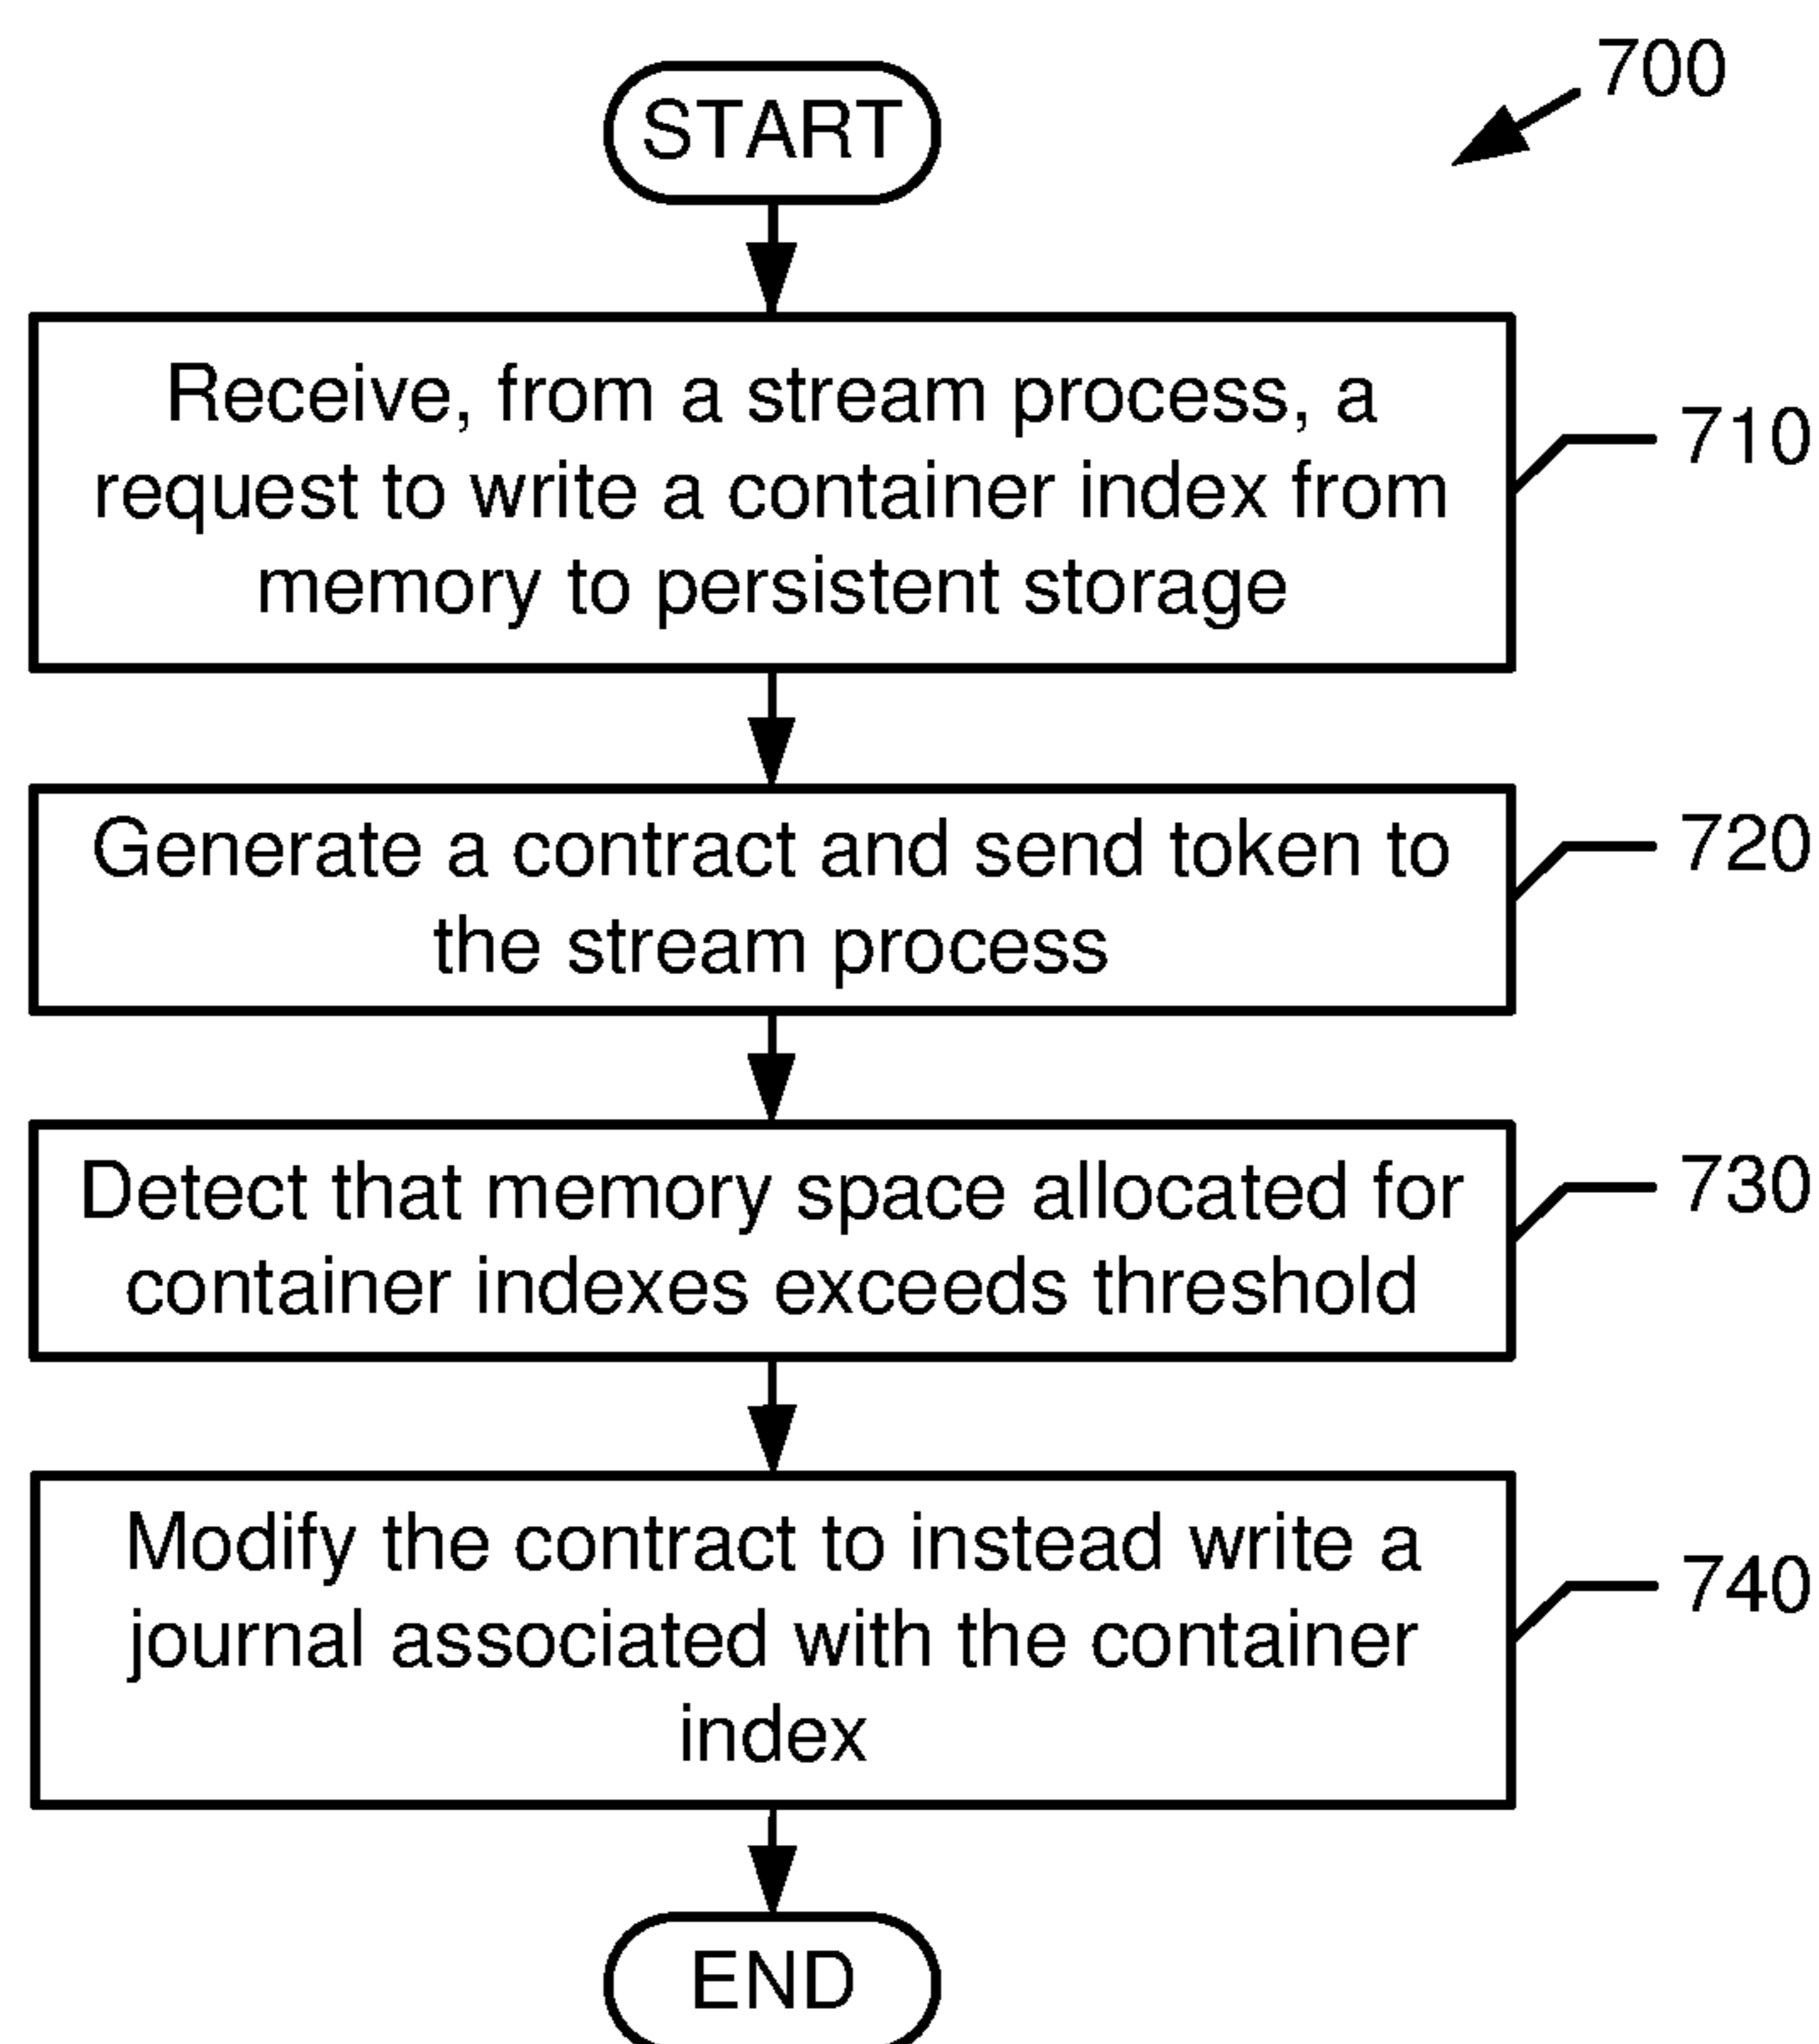 700
START
Receive, from a stream process, a
request to write a container index from
memory to persistent storage
710
Generate a contract and send token to
the stream process
720
Detect that memory space allocated for
container indexes exceeds threshold
730
Modify the contract to instead write a
journal associated with the container
index
740
END